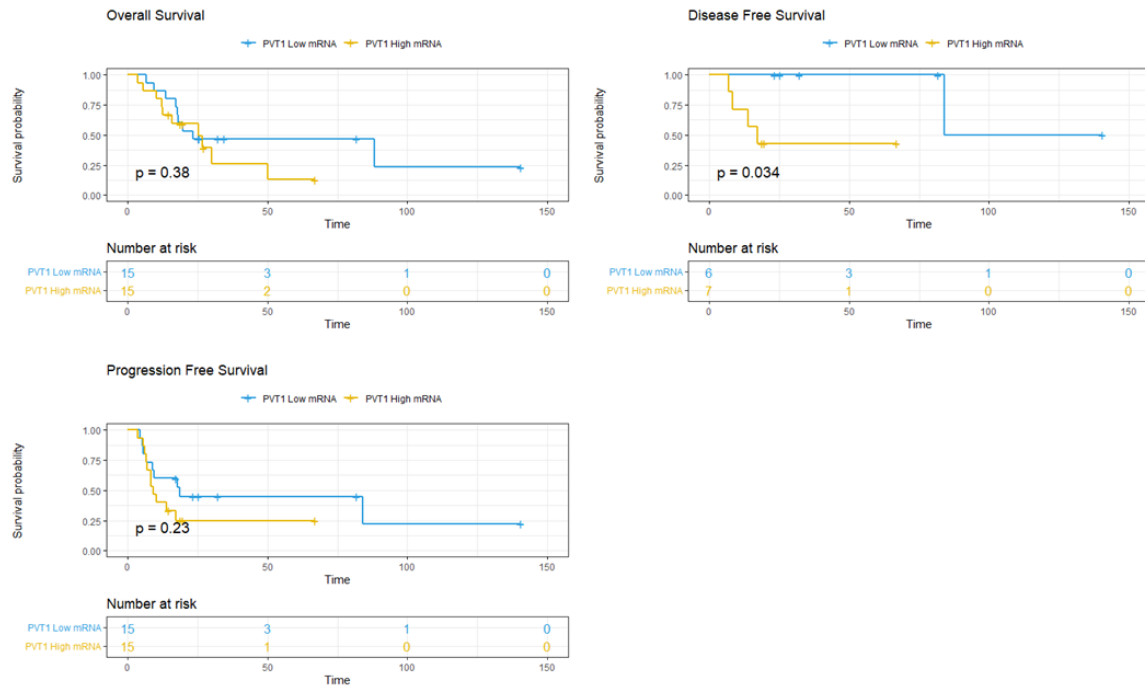 Overall Survival
PVT1 Low mRNA PVT1 High mRNA
Survival probability
1.00
0.75
0.50
0.25
0.00
p = 0.38
0 50 100 150
Time
Number at risk
PVT1 Low mRNA 15 3 1 0
PVT1 High mRNA 15 2 0 0
0 50 100 150
Time
Disease Free Survival
PVT1 Low mRNA PVT1 High mRNA
Survival probability
1.00
0.75
0.50
0.25
0.00
p = 0.034
0 50 100 150
Time
Number at risk
PVT1 Low mRNA 6 3 1 0
PVT1 High mRNA 7 1 0 0
0 50 100 150
Time
Progression Free Survival
PVT1 Low mRNA PVT1 High mRNA
Survival probability
1.00
0.75
0.50
0.25
0.00
p = 0.23
0 50 100 150
Time
Number at risk
PVT1 Low mRNA 15 3 1 0
PVT1 High mRNA 15 1 0 0
0 50 100 150
Time